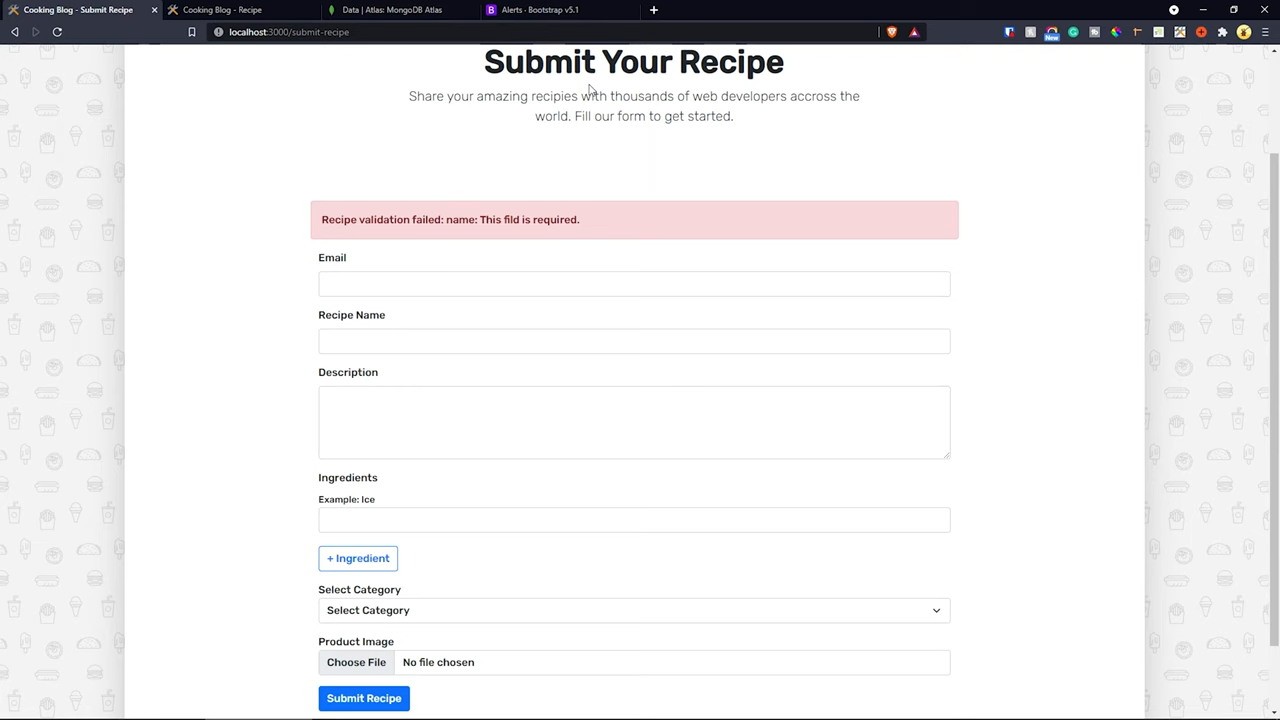 Cooking Blog - Submit Recipe
Cooking Blog - Recipe
Data | Atlas: MongoDB Atlas
Alerts · Bootstrap v5.1
localhost:3000/submit-recipe
New
Submit Your Recipe
Share your amazing recipies with thousands of web developers accross the
world. Fill our form to get started.
Recipe validation failed: name: This fild is required.
Email
Recipe Name
Description
Ingredients
Example: Ice
+ Ingredient
Select Category
Select Category
Product Image
Choose File No file chosen
Submit Recipe